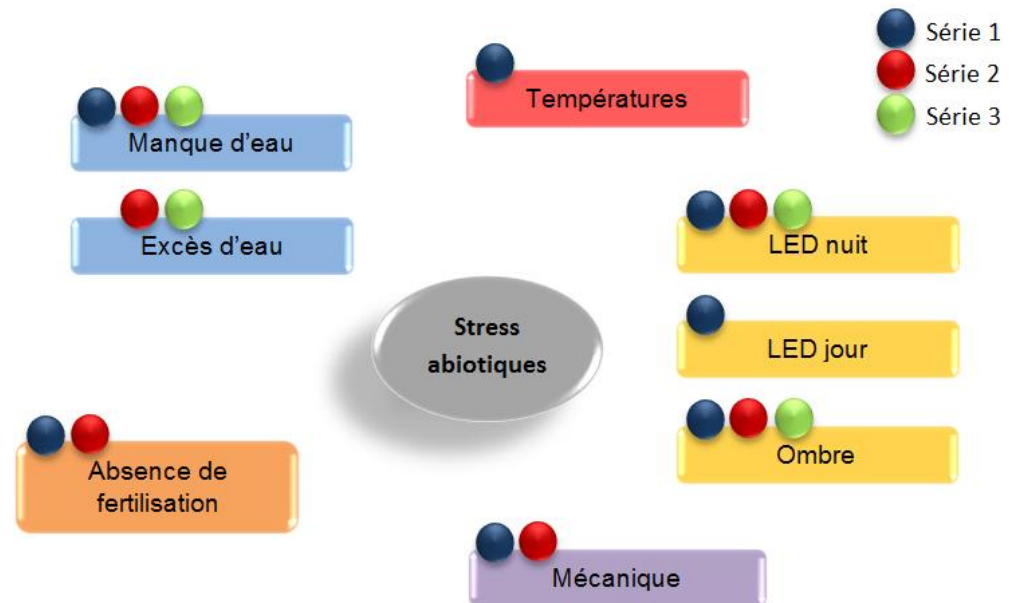 Série 1
Série 2
Série 3
Températures
Manque d'eau
Excès d'eau
LED nuit
LED jour
Ombre
Stress
abiotiques
Absence de
fertilisation
Mécanique